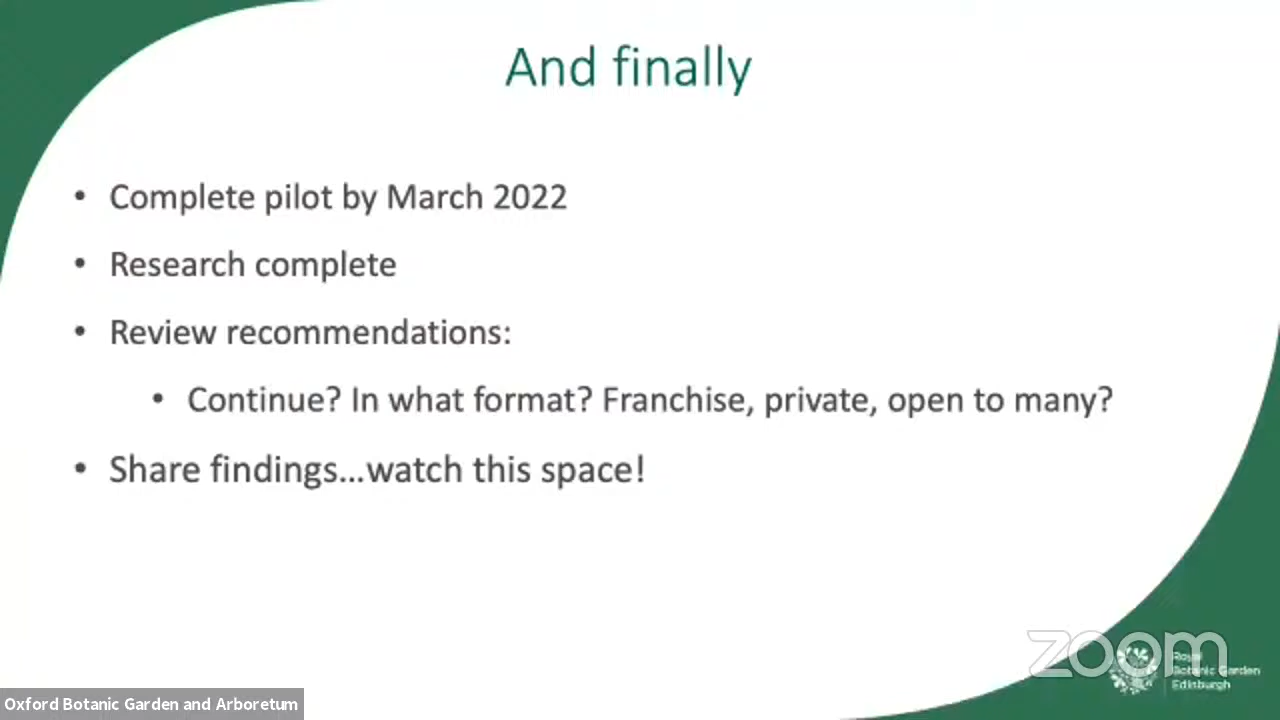 And finally
• Complete pilot by March 2022
• Research complete
• Review recommendations:
• Continue? In what format? Franchise, private, open to many?
• Share findings...watch this space!
zoom
Royal
Botanic Garden
Edinburgh
Oxford Botanic Garden and Arboretum